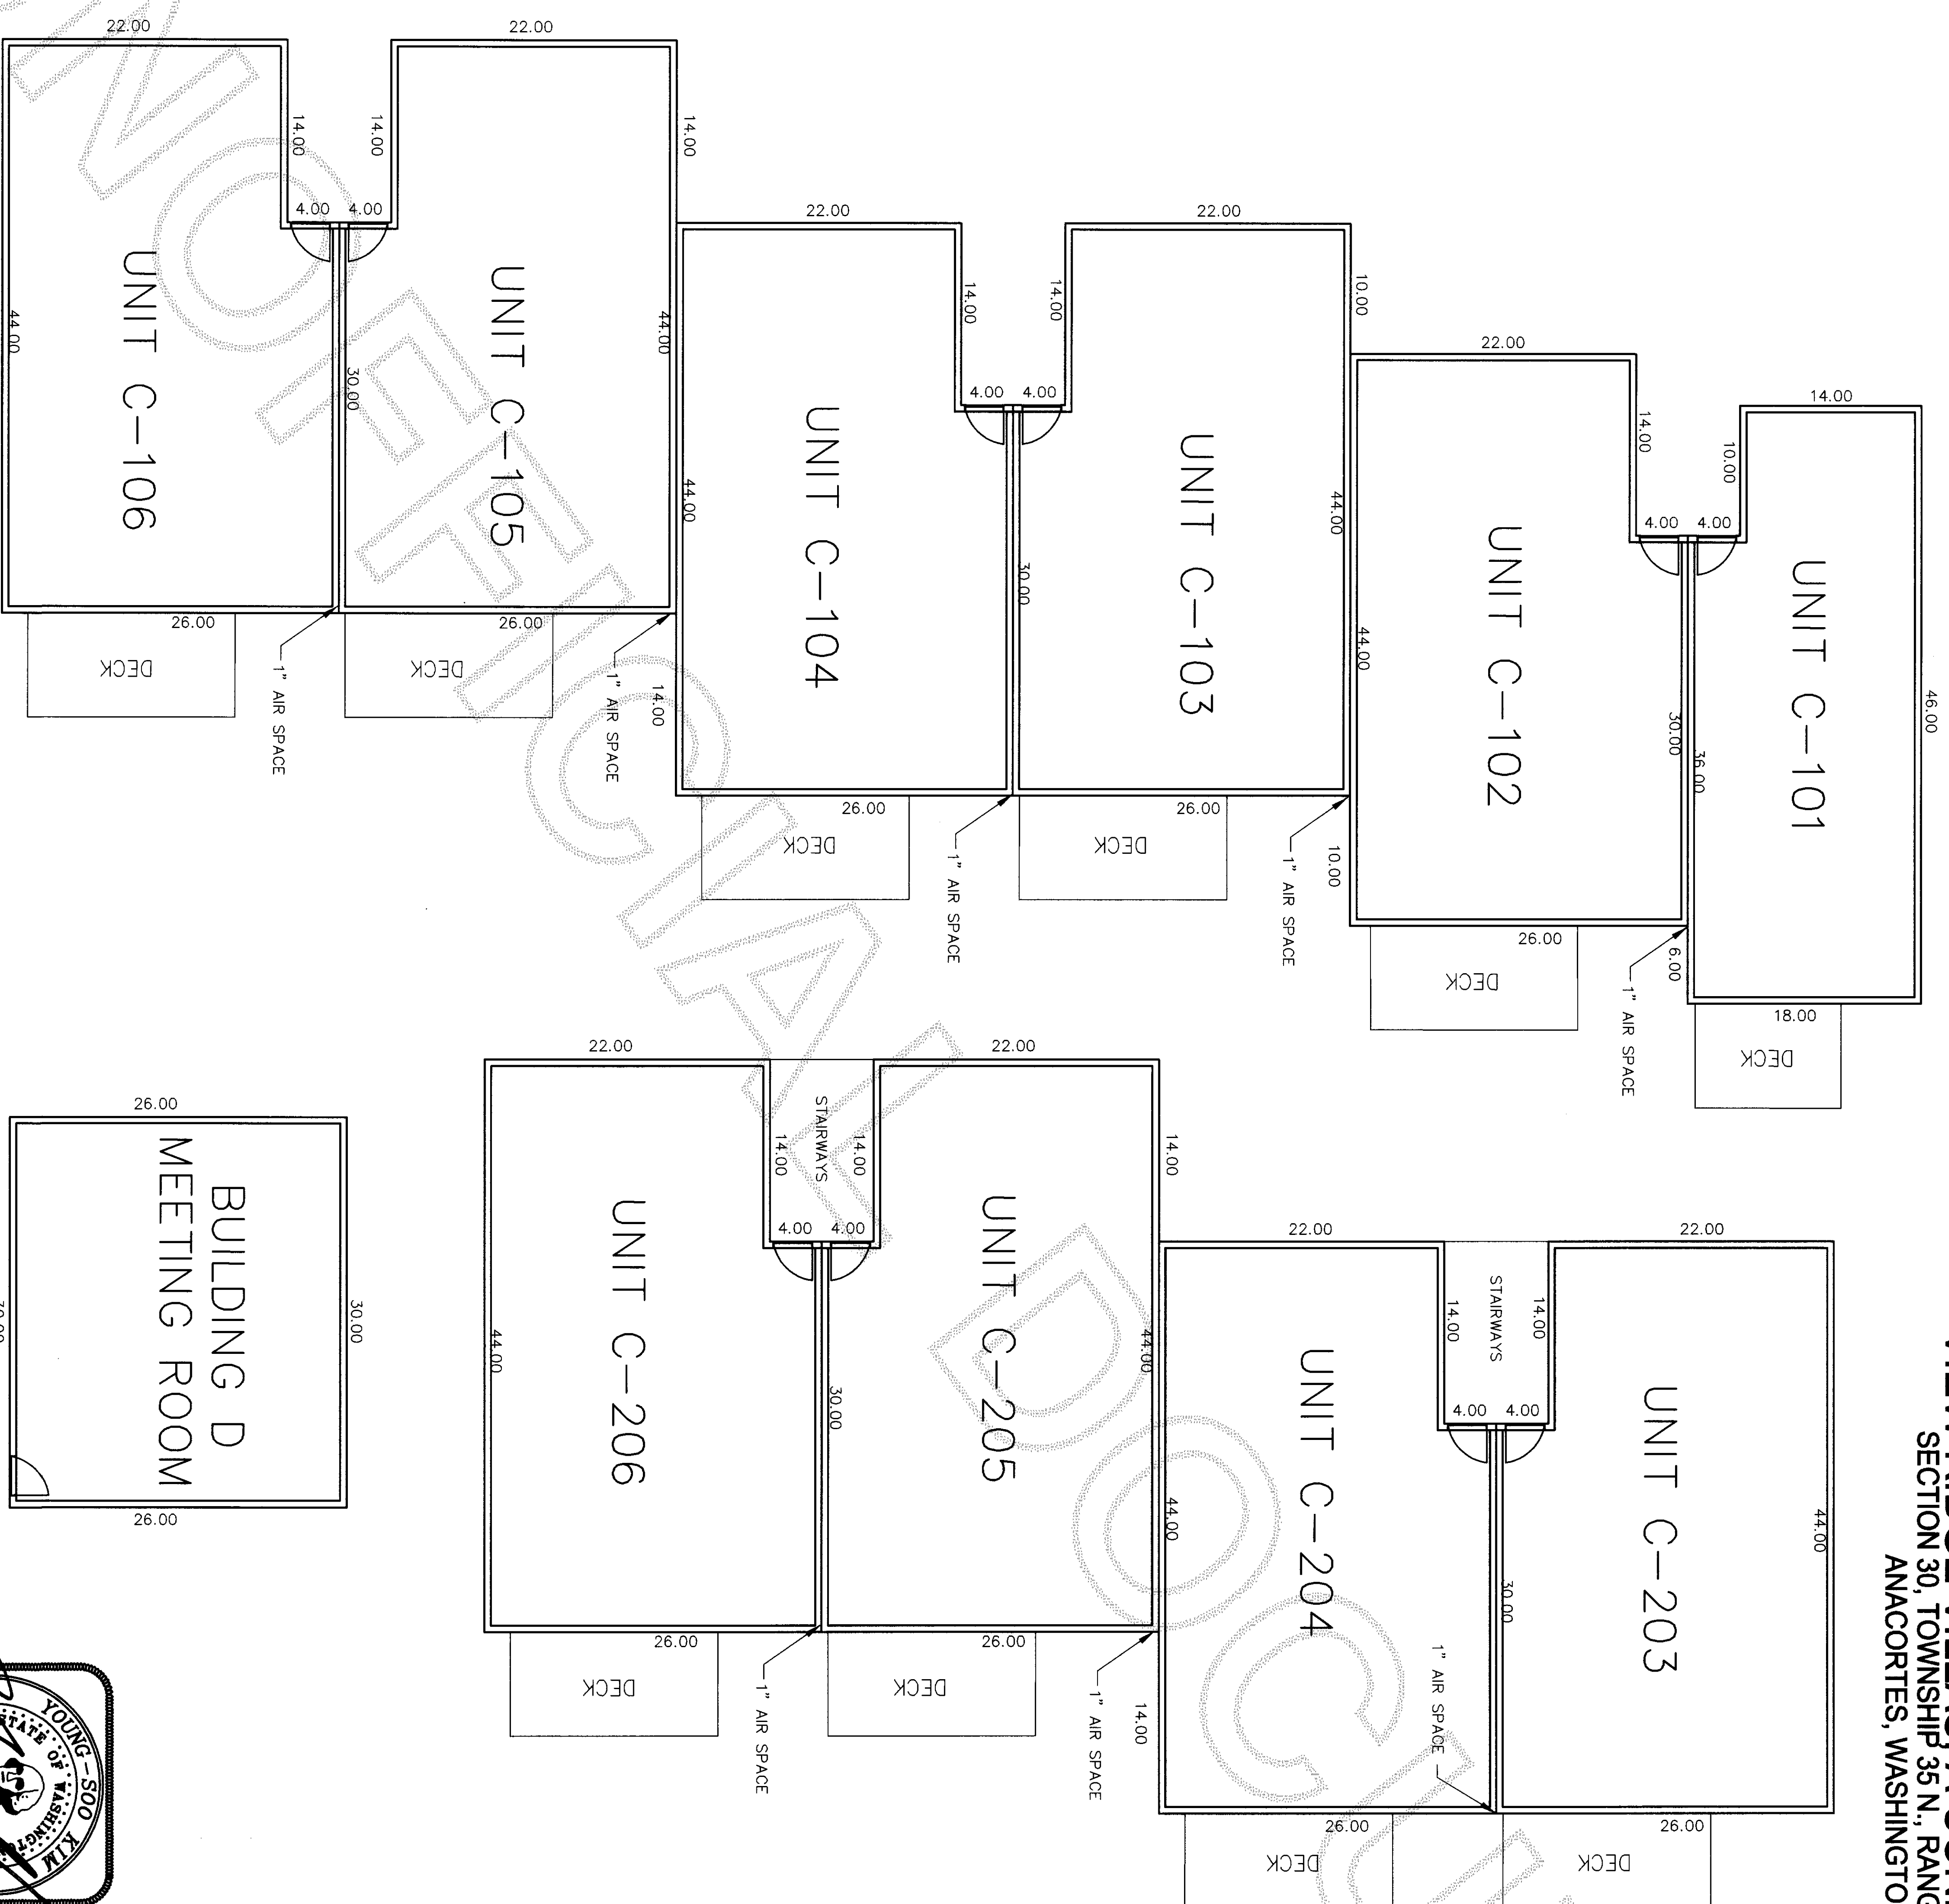 22.00
22.00
14.00
14.00
14.00
4.00
4.00
UNIT C-106
UNIT C-105
44.00
44.00
30.00
26.00
26.00
DECK
DECK
1" AIR SPACE
1" AIR SPACE
14.00
22.00
22.00
14.00
14.00
10.00
4.00
4.00
UNIT C-104
UNIT C-103
44.00
44.00
30.00
26.00
26.00
DECK
DECK
1" AIR SPACE
1" AIR SPACE
10.00
22.00
14.00
14.00
10.00
4.00
4.00
UNIT C-102
UNIT C-101
44.00
46.00
30.00
36.00
26.00
6.00
18.00
DECK
DECK
1" AIR SPACE
22.00
22.00
STAIRWAYS
14.00
14.00
14.00
4.00
4.00
UNIT C-206
UNIT C-205
44.00
44.00
30.00
26.00
26.00
DECK
DECK
1" AIR SPACE
1" AIR SPACE
14.00
22.00
22.00
STAIRWAYS
14.00
14.00
4.00
4.00
UNIT C-204
UNIT C-203
44.00
44.00
30.00
1" AIR SPACE
26.00
26.00
DECK
DECK
26.00
BUILDING D
MEETING ROOM
30.00
26.00
SECTION 30, TOWNSHIP 35 N.,
ANACORTES,
YOUNG-SOO KIM
STATE OF
UNOFFICIAL